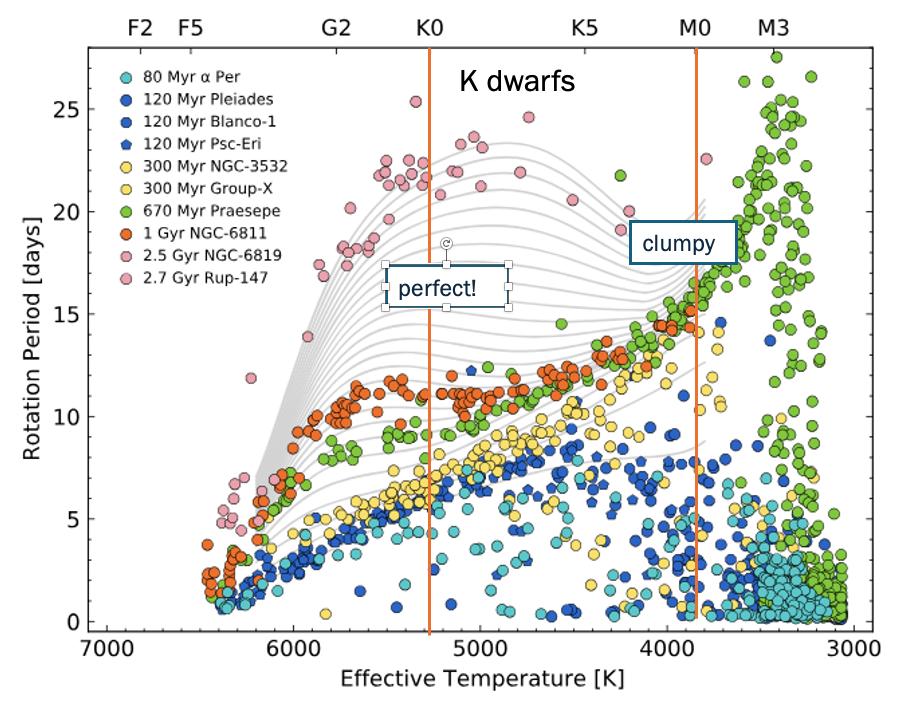 F2 F5 G2 K0 K5 M0 M3
K dwarfs
80 Myr α Per
120 Myr Pleiades
120 Myr Blanco-1
120 Myr Psc-Eri
300 Myr NGC-3532
300 Myr Group-X
670 Myr Praesepe
1 Gyr NGC-6811
2.5 Gyr NGC-6819
2.7 Gyr Rup-147
clumpy
perfect!
25
20
15
10
5
0
Rotation Period [days]
7000 6000 5000 4000 3000
Effective Temperature [K]